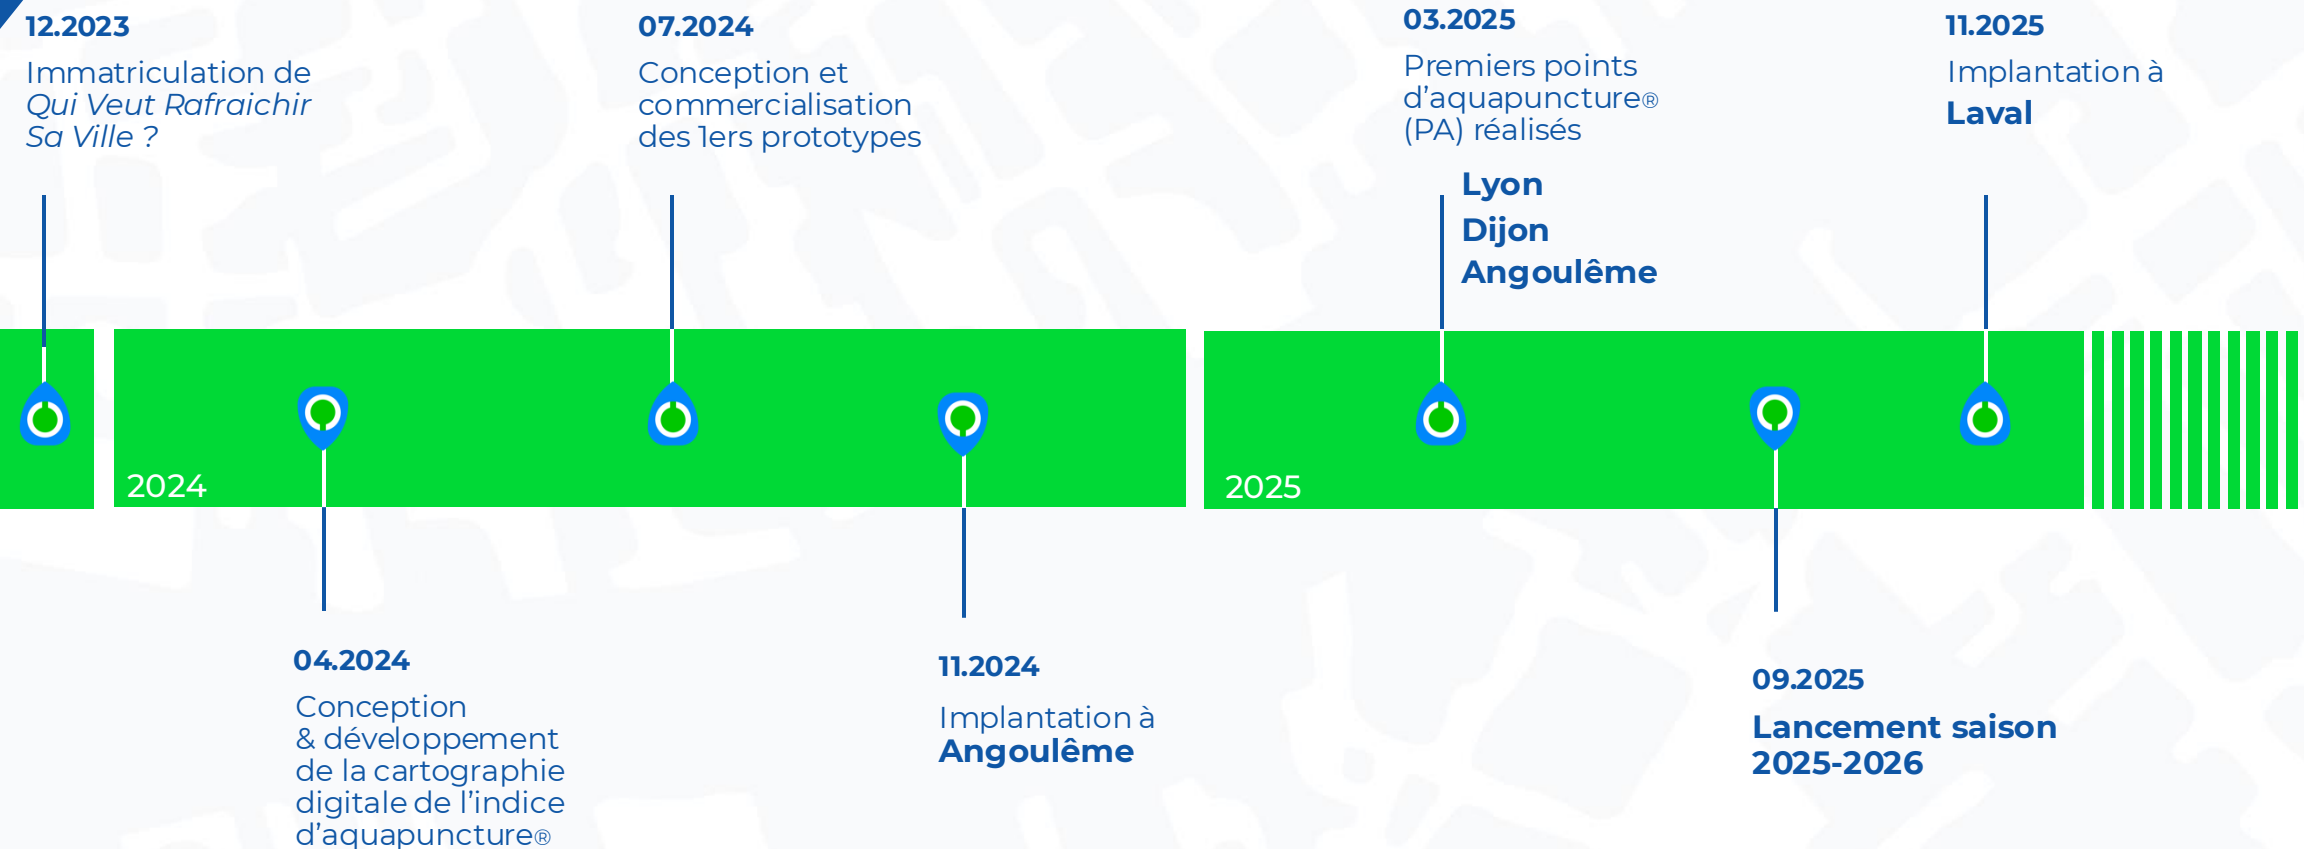 12.2023
Immatriculation de
Qui Veut Rafraichir
Sa Ville ?
07.2024
Conception et
commercialisation
des 1ers prototypes
03.2025
Premiers points
d’aquapuncture®
(PA) réalisés
Lyon
Dijon
Angoulême
11.2025
Implantation à
Laval
2024
2025
04.2024
Conception
& développement
de la cartographie
digitale de l’indice
d’aquapuncture®
11.2024
Implantation à
Angoulême
09.2025
Lancement saison
2025-2026